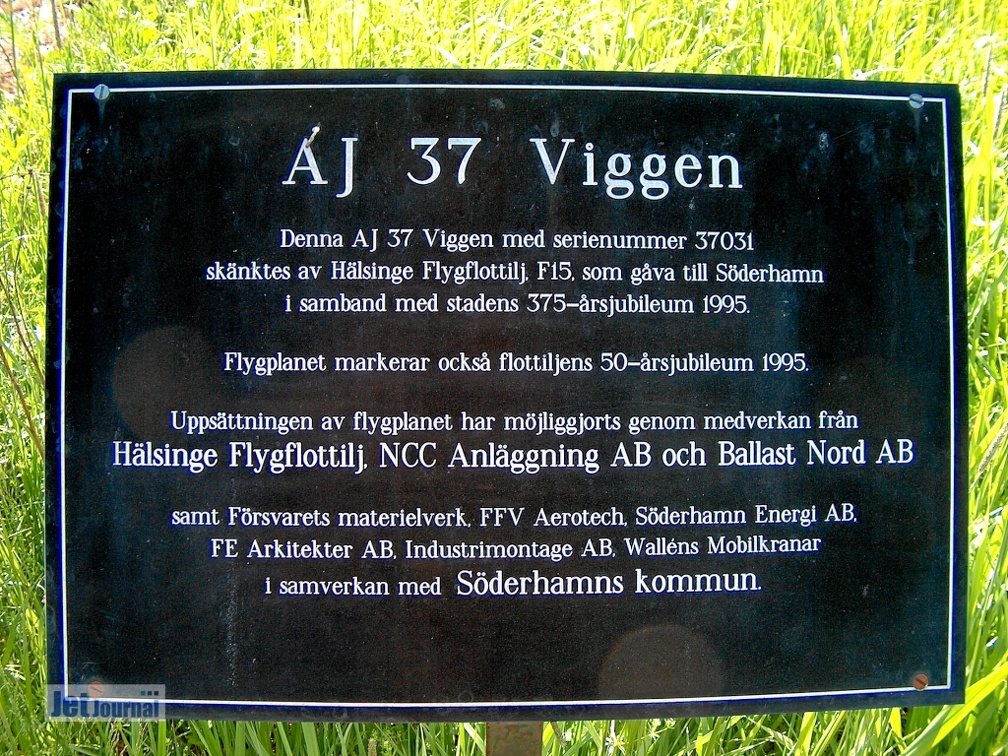 AJ 37 Viggen
Denna AJ 37 Viggen med serienummer 37031
skänktes av Hälsinge Flygflottilj, F15, som gåva till Söderhamn
i samband med stadens 375-årsjubileum 1995.
Flygplanet markerar också flottiljens 50-årsjubileum 1995.
Uppsättningen av flygplanet har möjliggjorts genom medverkan från
Hälsinge Flygflottilj, NCC Anläggning AB och Ballast Nord AB
samt Försvarets materielverk, FFV Aerotech, Söderhamn Energi AB,
FE Arkitekter AB, Industrimontage AB, Walléns Mobilkranar
i samverkan med Söderhamns kommun.
Jet Journal